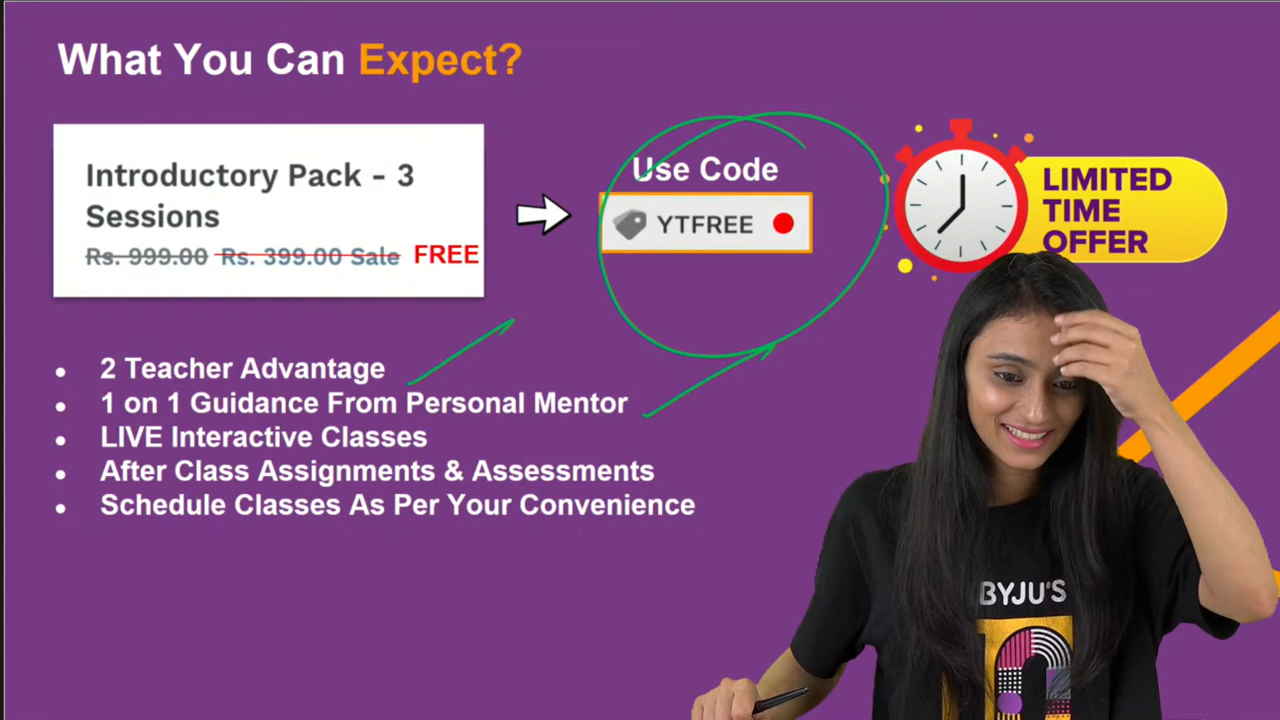 What You Can Expect?
Introductory Pack - 3
Sessions
Rs. 999.00 Rs. 399.00 Sale FREE
Use Code
YTFREE
LIMITED
TIME
OFFER
• 2 Teacher Advantage
• 1 on 1 Guidance From Personal Mentor
• LIVE Interactive Classes
• After Class Assignments & Assessments
• Schedule Classes As Per Your Convenience
BYJU'S